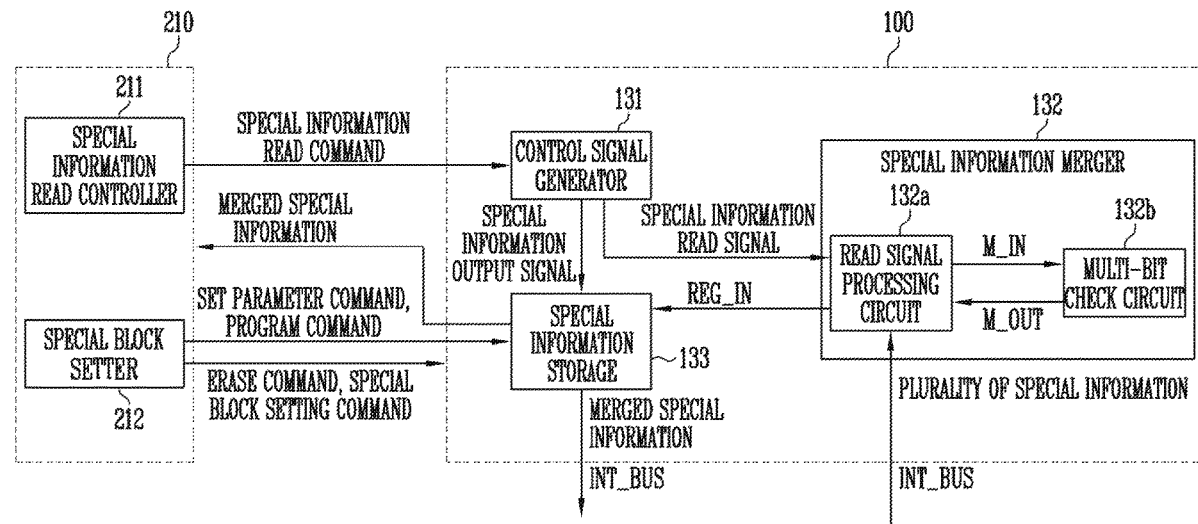 210
100
211
SPECIAL
INFORMATION
READ CONTROLLER
SPECIAL INFORMATION
READ COMMAND
131
CONTROL SIGNAL
GENERATOR
132
SPECIAL INFORMATION MERGER
132a
132b
MERGED SPECIAL
INFORMATION
SPECIAL
INFORMATION
OUTPUT SIGNAL
SPECIAL INFORMATION
READ SIGNAL
READ SIGNAL
PROCESSING
CIRCUIT
M_IN
M_OUT
MULTI-BIT
CHECK CIRCUIT
REG_IN
SET PARAMETER COMMAND,
PROGRAM COMMAND
SPECIAL
INFORMATION
STORAGE
133
SPECIAL BLOCK
SETTER
212
ERASE COMMAND, SPECIAL
BLOCK SETTING COMMAND
PLURALITY OF SPECIAL INFORMATION
MERGED SPECIAL
INFORMATION
INT_BUS
INT_BUS